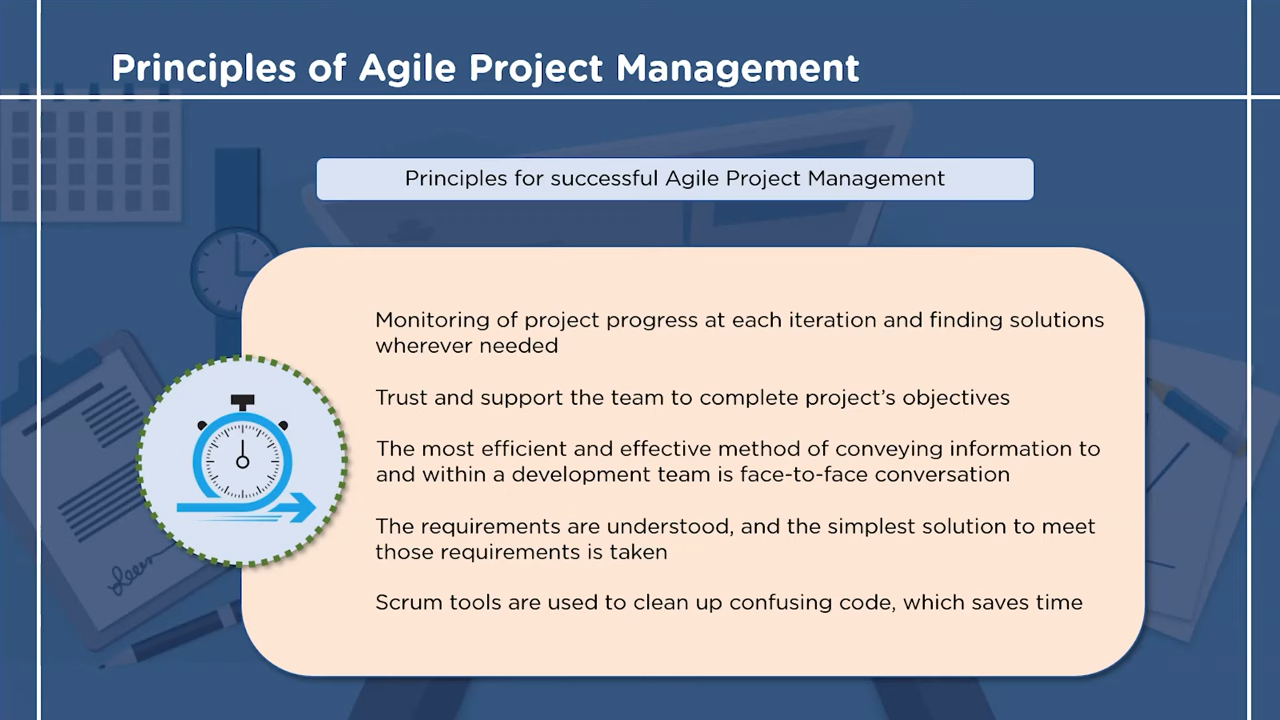 Principles of Agile Project Management
Principles for successful Agile Project Management
Monitoring of project progress at each iteration and finding solutions
wherever needed
Trust and support the team to complete project's objectives
The most efficient and effective method of conveying information to
and within a development team is face-to-face conversation
The requirements are understood, and the simplest solution to meet
those requirements is taken
Scrum tools are used to clean up confusing code, which saves time